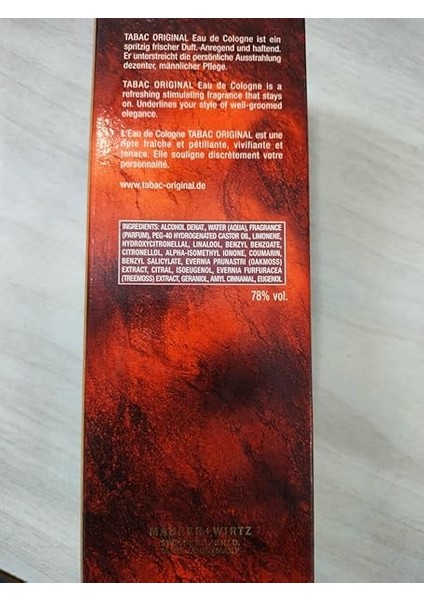 TABAC ORIGINAL Eau de Cologne ist ein
spritzig frischer Duft. Anregend und haftend.
Er unterstreicht die persönliche Ausstrahlung
dezenter, männlicher Pflege.
TABAC ORIGINAL Eau de Cologne is a
refreshing stimulating fragrance that stays
on. Underlines your style of well-groomed
elegance.
L'Eau de Cologne TABAC ORIGINAL est une
note fraîche et pétillante, vivifiante et
tenace. Elle souligne discrètement votre
personnalité.
www.tabac-original.de
INGREDIENTS: ALCOHOL DENAT., WATER (AQUA), FRAGRANCE
(PARFUM), PEG-40 HYDROGENATED CASTOR OIL, LIMONENE,
HYDROXYCITRONELLAL, LINALOOL, BENZYL BENZOATE,
CITRONELLOL, ALPHA-ISOMETHYL IONONE, COUMARIN,
BENZYL SALICYLATE, EVERNIA PRUNASTRI (OAKMOSS)
EXTRACT, CITRAL, ISOEUGENOL, EVERNIA FURFURACEA
(TREEMOSS) EXTRACT, GERANIOL, AMYL CINNAMAL, EUGENOL
78% vol.
MAURER+WIRTZ
GERMANY